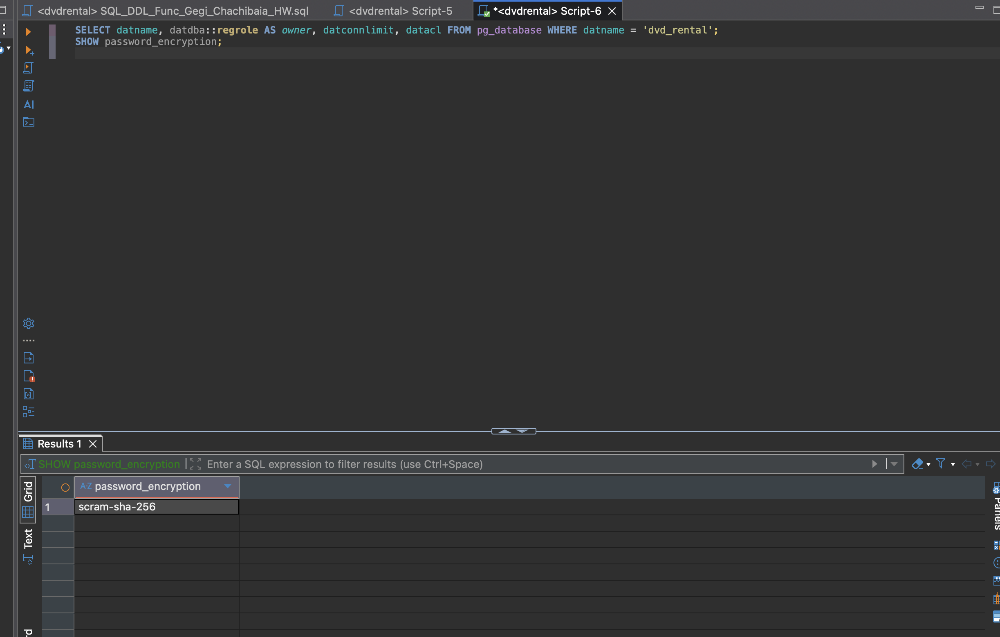 <dvdrental> SQL_DDL_Func_Gegi_Chachibaia_HW.sql
<dvdrental> Script-5
*<dvdrental> Script-6
SELECT datname, datdba::regrole AS owner, datconnlimit, datacl FROM pg_database WHERE datname = 'dvd_rental';
SHOW password_encryption;
AI
Results 1
SHOW password_encryption
Enter a SQL expression to filter results (use Ctrl+Space)
Grid
A-Z password_encryption
1 scram-sha-256
Text
Panels